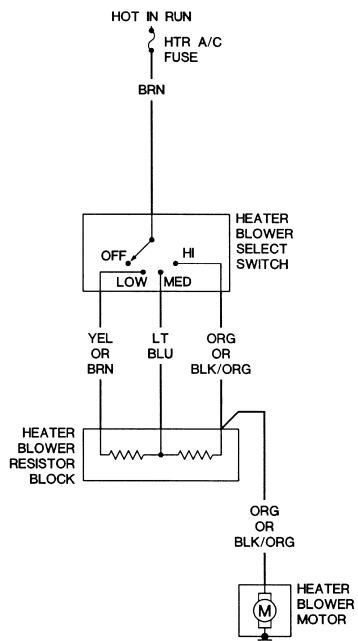 HOT IN RUN
HTR A/C
FUSE
BRN
HEATER
BLOWER
SELECT
SWITCH
OFF
HI
LOW
MED
YEL
OR
BRN
LT
BLU
ORG
OR
BLK/ORG
HEATER
BLOWER
RESISTOR
BLOCK
ORG
OR
BLK/ORG
M
HEATER
BLOWER
MOTOR